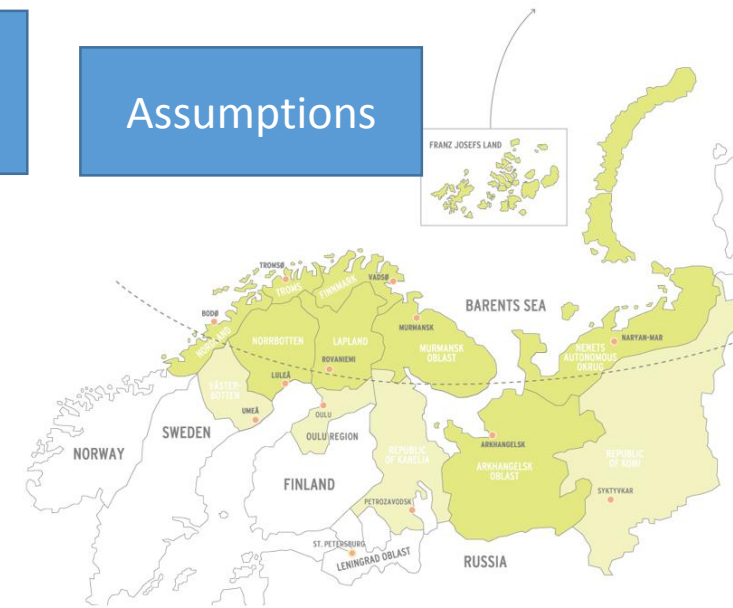 Assumptions
FRANZ JOSEFS LAND
TROMSØ
TROMS
FINNMARK
VADSØ
BARENTS SEA
BODØ
NORDLAND
MURMANSK
NARYAN-MAR
NORRBOTTEN
LAPLAND
MURMANSK
OBLAST
NENETS
AUTONOMOUS
OKRUG
ROVANIEMI
LULEÅ
VÄSTER-
BOTTEN
UMEÅ
OULU
OULU REGION
NORWAY
SWEDEN
FINLAND
REPUBLIC
OF KARELIA
ARKHANGELSK
ARKHANGELSK
OBLAST
REPUBLIC
OF KOMI
SYKTYVKAR
PETROZAVODSK
ST. PETERSBURG
LENINGRAD OBLAST
RUSSIA